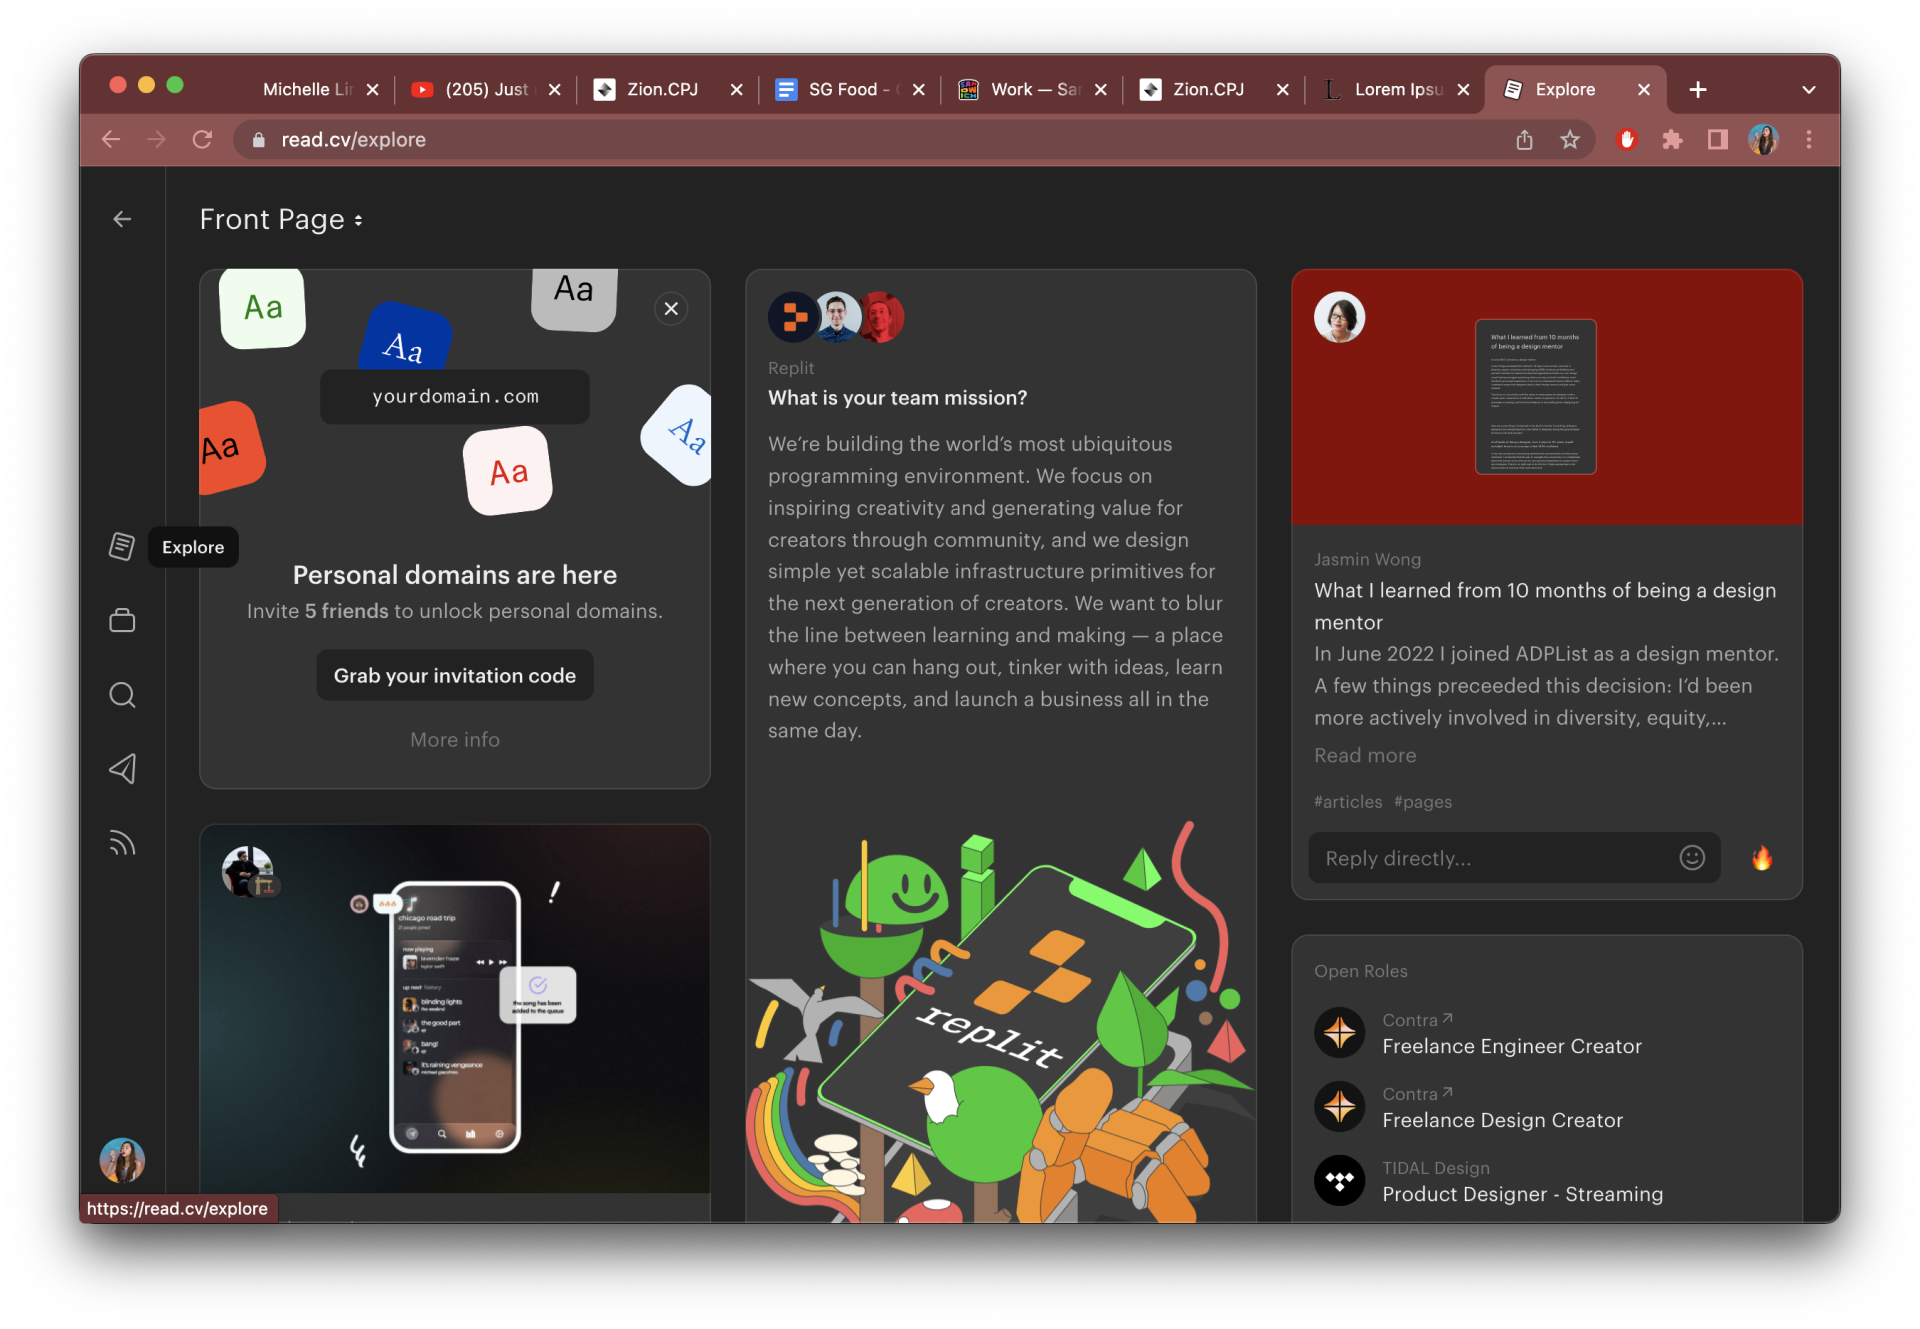 Michelle Lin
(205) Just
Zion.CPJ
SG Food -
Work — Sa
Zion.CPJ
Lorem Ipsu
Explore
read.cv/explore
Front Page
Aa
Aa
Aa
yourdomain.com
Aa
Aa
Aa
Explore
Personal domains are here
Invite 5 friends to unlock personal domains.
Grab your invitation code
More info
chicago road trip
now playing
lavender haze
taylor swift
up next history
blinding lights
the weeknd
the good part
bang!
it's raining vengeance
michael giacchino
the song has been
added to the queue
https://read.cv/explore
Replit
What is your team mission?
We’re building the world’s most ubiquitous
programming environment. We focus on
inspiring creativity and generating value for
creators through community, and we design
simple yet scalable infrastructure primitives for
the next generation of creators. We want to blur
the line between learning and making — a place
where you can hang out, tinker with ideas, learn
new concepts, and launch a business all in the
same day.
replit
What I learned from 10 months
of being a design mentor
Jasmin Wong
What I learned from 10 months of being a design
mentor
In June 2022 I joined ADPList as a design mentor.
A few things preceeded this decision: I’d been
more actively involved in diversity, equity,...
Read more
#articles #pages
Reply directly...
Open Roles
Contra
Freelance Engineer Creator
Contra
Freelance Design Creator
TIDAL Design
Product Designer - Streaming